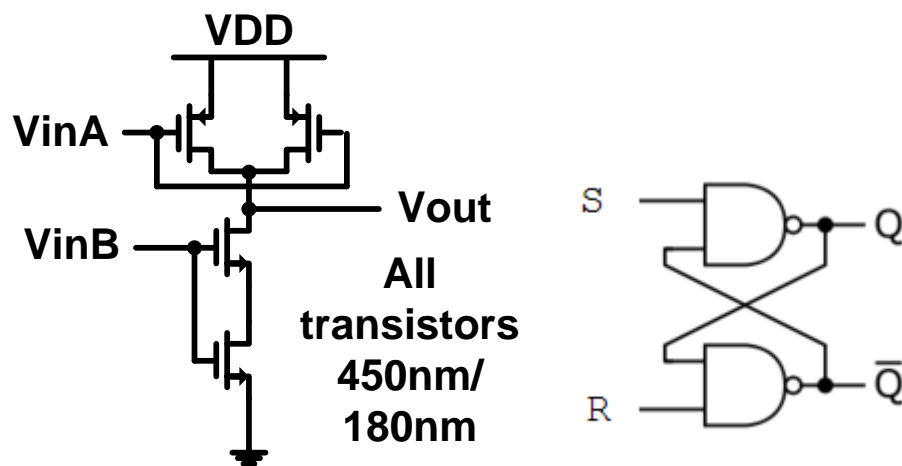 VDD
VinA
Vout
VinB
All
transistors
450nm/
180nm
S
Q
R
Q̅